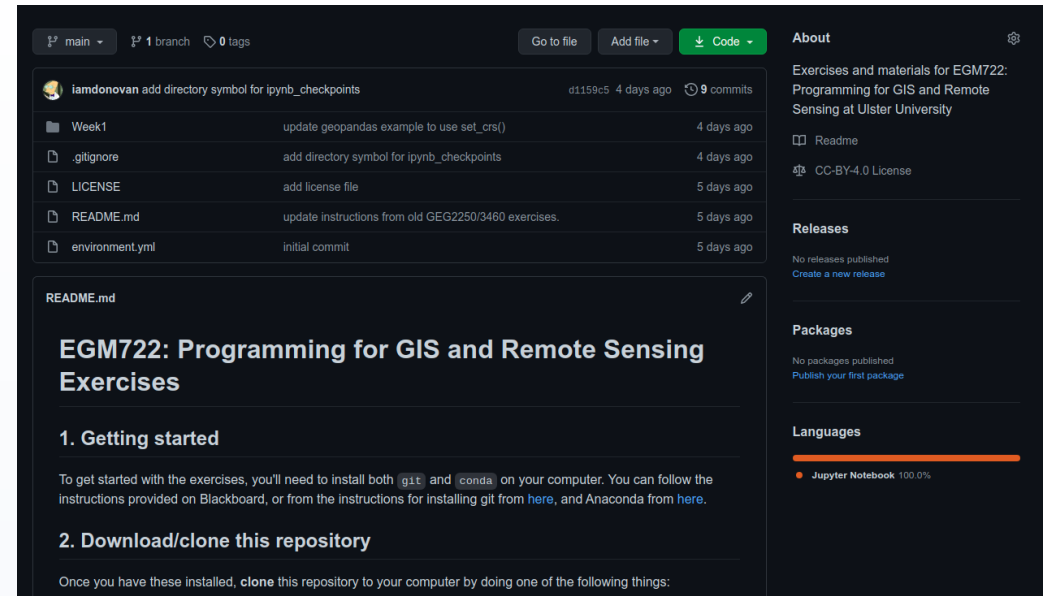 main
1 branch
0 tags
Go to file
Add file
Code
iamdonovan add directory symbol for ipynb_checkpoints
d1159c5 4 days ago
9 commits
Week1 update geopandas example to use set_crs() 4 days ago
.gitignore add directory symbol for ipynb_checkpoints 4 days ago
LICENSE add license file 5 days ago
README.md update instructions from old GEG2250/3460 exercises. 5 days ago
environment.yml initial commit 5 days ago
README.md
EGM722: Programming for GIS and Remote Sensing
Exercises
1. Getting started
To get started with the exercises, you'll need to install both git and conda on your computer. You can follow the
instructions provided on Blackboard, or from the instructions for installing git from here, and Anaconda from here.
2. Download/clone this repository
Once you have these installed, clone this repository to your computer by doing one of the following things:
About
Exercises and materials for EGM722:
Programming for GIS and Remote
Sensing at Ulster University
Readme
CC-BY-4.0 License
Releases
No releases published
Create a new release
Packages
No packages published
Publish your first package
Languages
Jupyter Notebook 100.0%